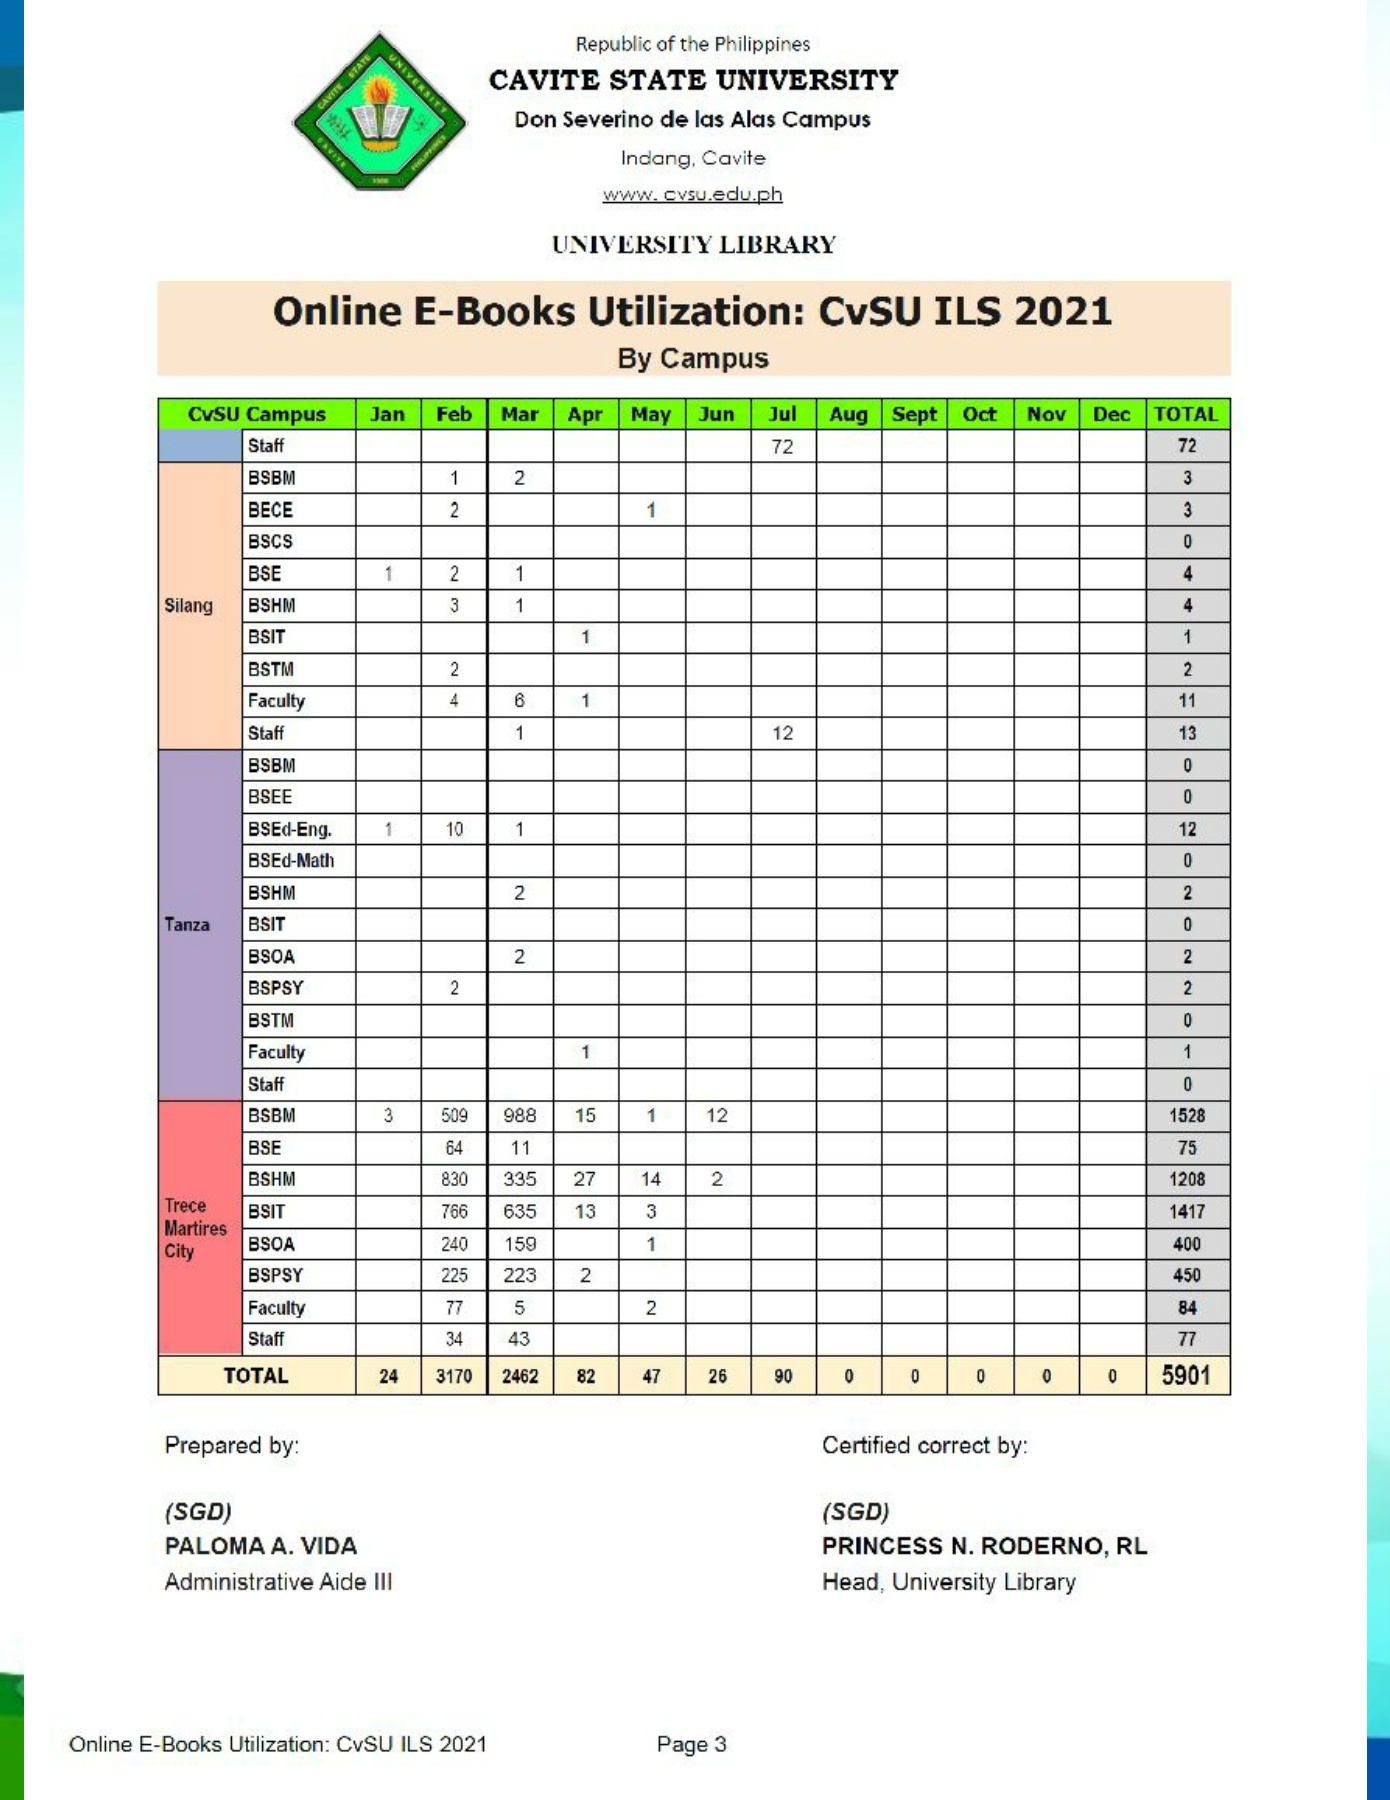 CAVITE STATE UNIVERSITY
CAVITE PHILIPPINES
1906
Republic of the Philippines
CAVITE STATE UNIVERSITY
Don Severino de las Alas Campus
Indang, Cavite
www. cvsu.edu.ph
UNIVERSITY LIBRARY
Online E-Books Utilization: CvSU ILS 2021
By Campus
CvSU Campus Jan Feb Mar Apr May Jun Jul Aug Sept Oct Nov Dec TOTAL
Staff 72 72
BSBM 1 2 3
BECE 2 1 3
BSCS 0
BSE 1 2 1 4
Silang BSHM 3 1 4
BSIT 1 1
BSTM 2 2
Faculty 4 6 1 11
Staff 1 12 13
BSBM 0
BSEE 0
BSEd-Eng. 1 10 1 12
BSEd-Math 0
BSHM 2 2
Tanza BSIT 0
BSOA 2 2
BSPSY 2 2
BSTM 0
Faculty 1 1
Staff 0
BSBM 3 509 988 15 1 12 1528
BSE 64 11 75
BSHM 830 335 27 14 2 1208
Trece
Martires
City
BSIT 766 635 13 3 1417
BSOA 240 159 1 400
BSPSY 225 223 2 450
Faculty 77 5 2 84
Staff 34 43 77
TOTAL 24 3170 2462 82 47 26 90 0 0 0 0 0 5901
Prepared by: Certified correct by:
(SGD) (SGD)
PALOMA A. VIDA PRINCESS N. RODERNO, RL
Administrative Aide III Head, University Library
Online E-Books Utilization: CvSU ILS 2021 Page 3